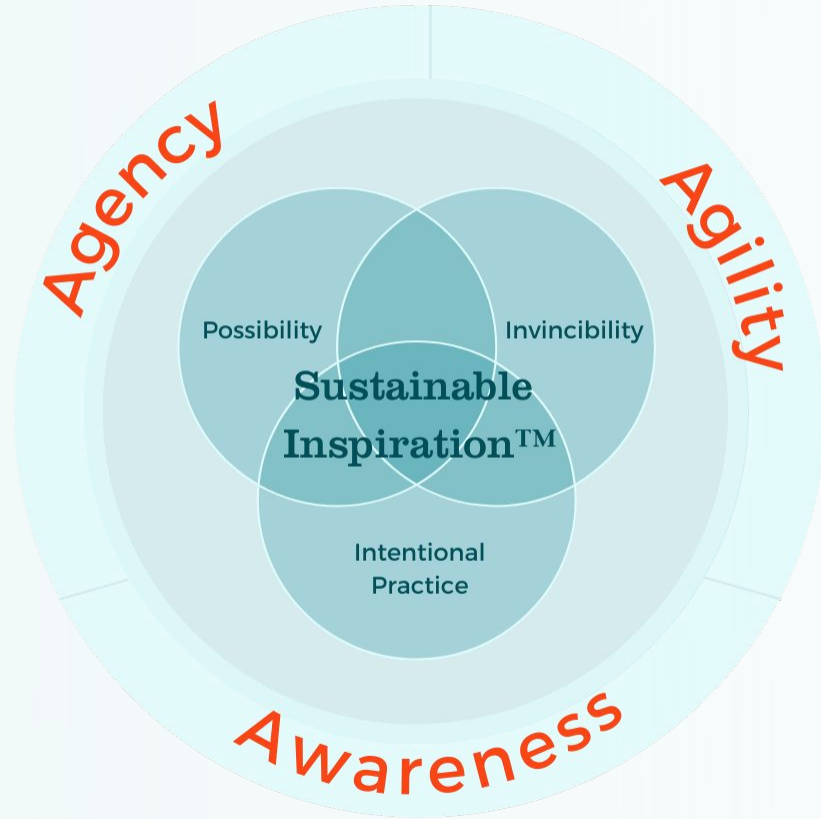 Agency
Agility
Possibility
Invincibility
Sustainable
Inspiration™
Intentional
Practice
Awareness